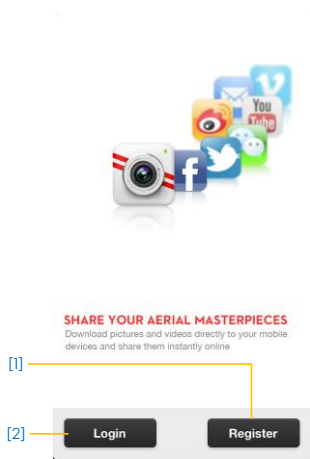 You
Tube
f
SHARE YOUR AERIAL MASTERPIECES
Download pictures and videos directly to your mobile
devices and share them instantly online
[1]
[2]
Login
Register